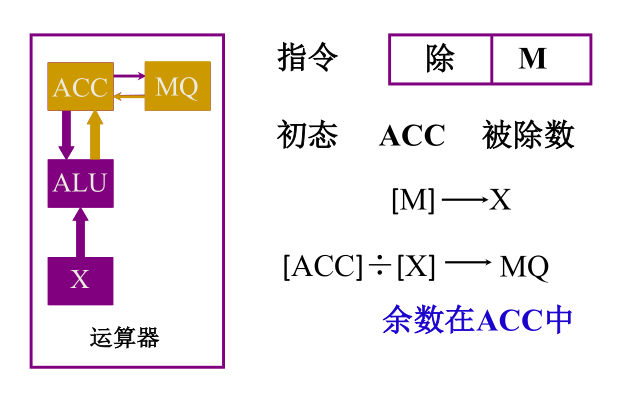 ACC MQ
ALU
X
运算器
指令 除 M
初态 ACC 被除数
[M]→X
[ACC]÷[X]→MQ
余数在ACC中